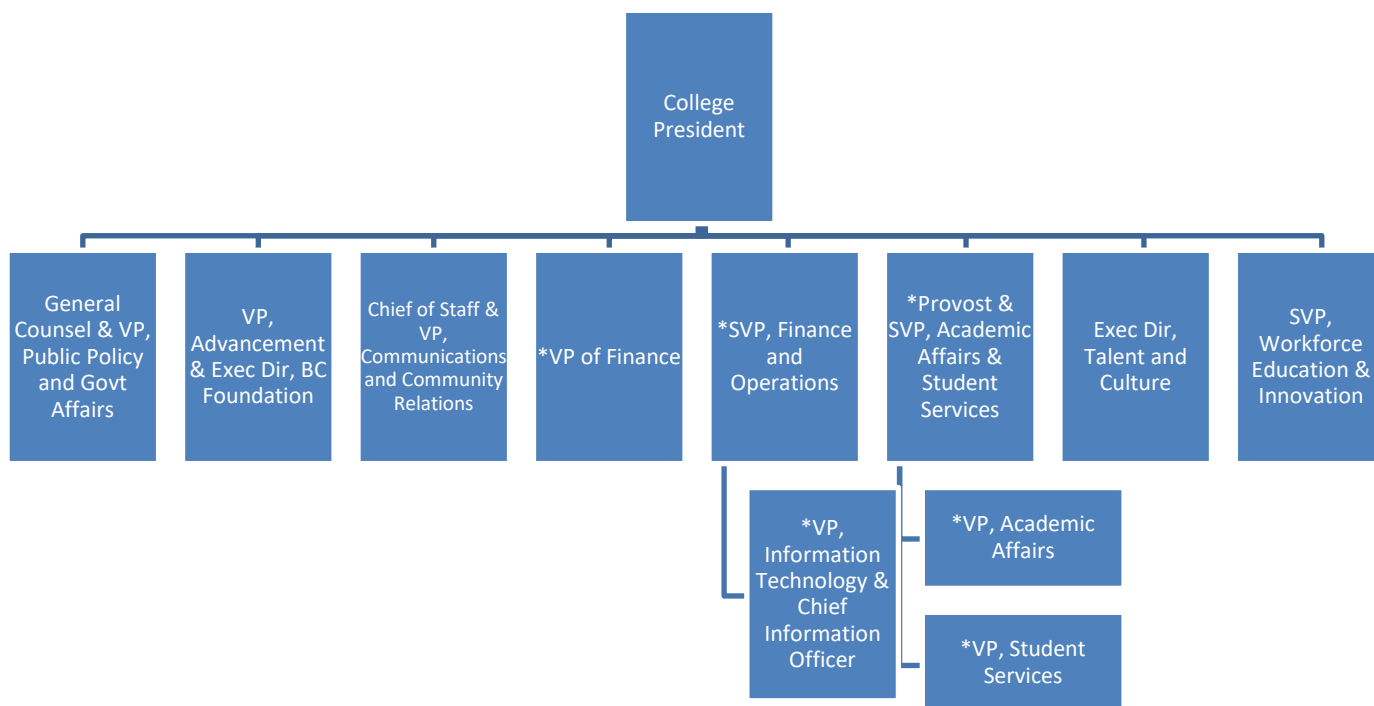 College
President
General
Counsel & VP,
Public Policy
and Govt
Affairs
VP,
Advancement
& Exec Dir, BC
Foundation
Chief of Staff &
VP,
Communications
and Community
Relations
*VP of Finance
*SVP, Finance
and
Operations
*Provost &
SVP, Academic
Affairs &
Student
Services
Exec Dir,
Talent and
Culture
SVP,
Workforce
Education &
Innovation
*VP,
Information
Technology &
Chief
Information
Officer
*VP, Academic
Affairs
*VP, Student
Services